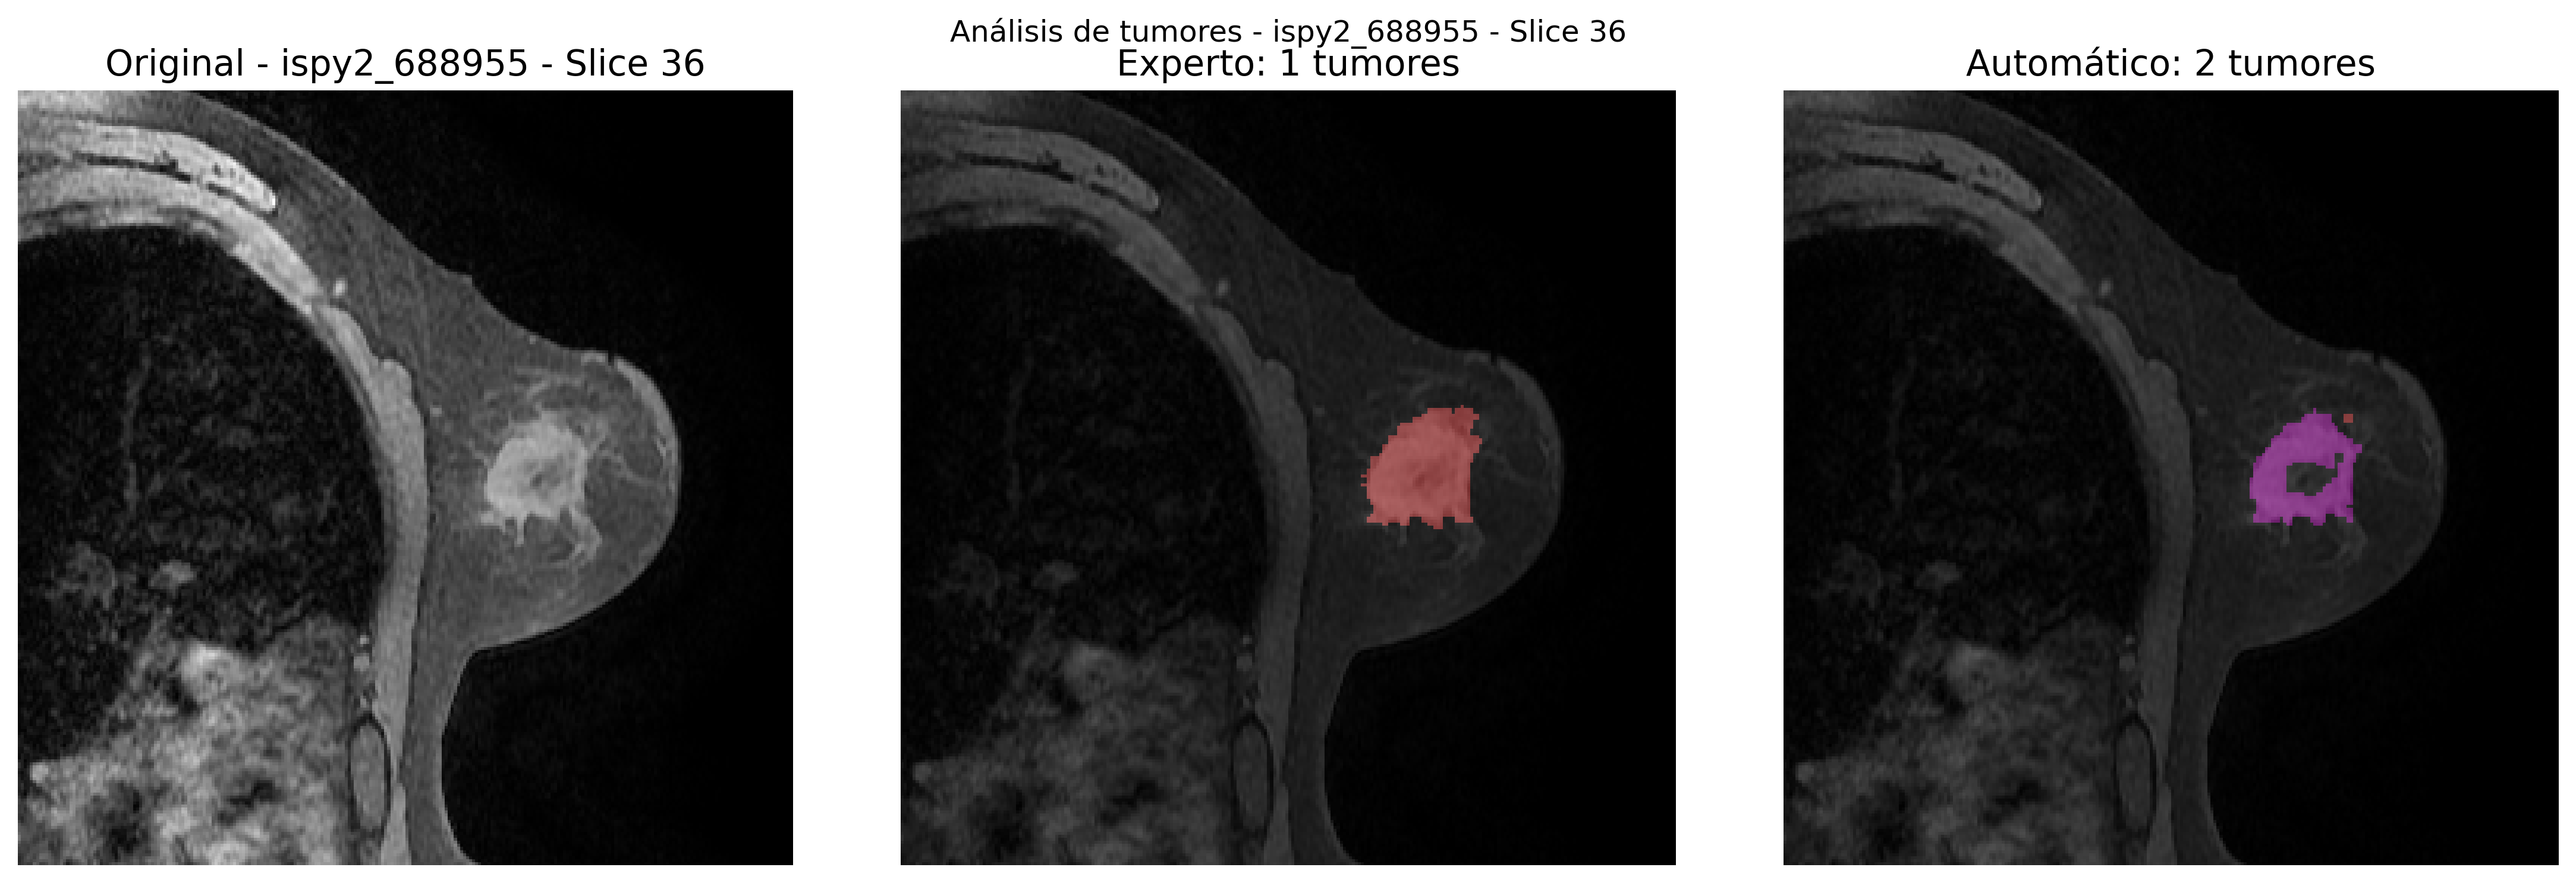 Análisis de tumores - ispy2_688955 - Slice 36
Original - ispy2_688955 - Slice 36
Experto: 1 tumores
Automático: 2 tumores